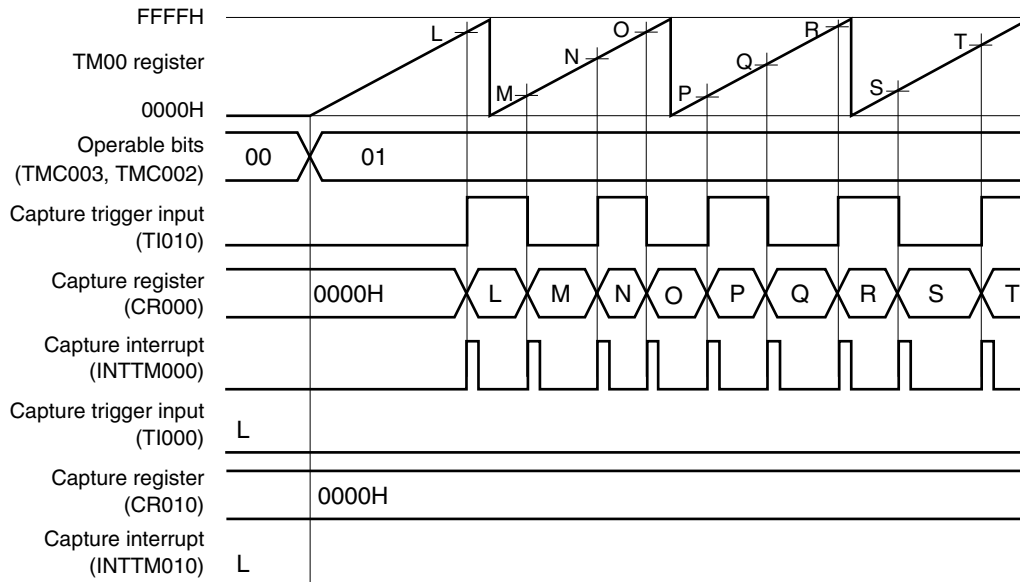 FFFFH
TM00 register
0000H
L M N O P Q R S T
Operable bits
(TMC003, TMC002)
00 01
Capture trigger input
(TI010)
Capture register
(CR000)
0000H L M N O P Q R S T
Capture interrupt
(INTTM000)
Capture trigger input
(TI000)
L
Capture register
(CR010)
0000H
Capture interrupt
(INTTM010)
L